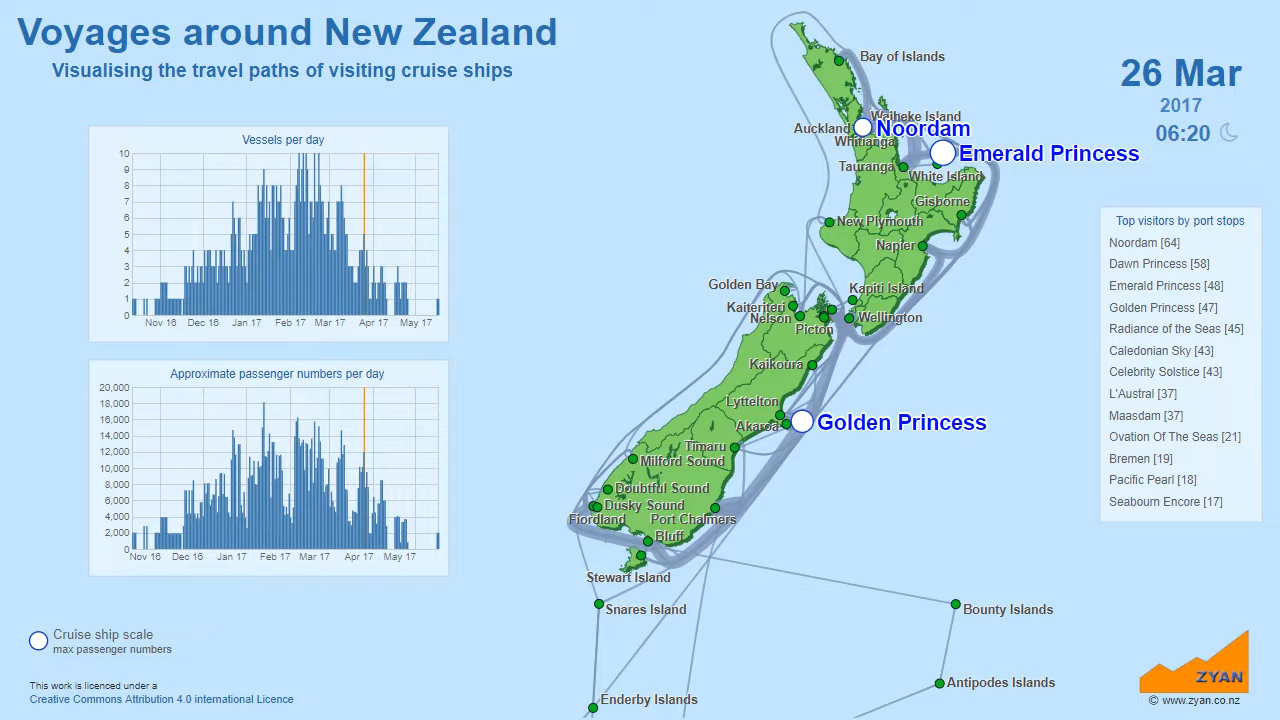 Voyages around New Zealand
Visualising the travel paths of visiting cruise ships
26 Mar
2017
06:20
Vessels per day
10
9
8
7
6
5
4
3
2
1
0
Nov 16 Dec 16 Jan 17 Feb 17 Mar 17 Apr 17 May 17
Approximate passenger numbers per day
20,000
18,000
16,000
14,000
12,000
10,000
8,000
6,000
4,000
2,000
0
Nov 16 Dec 16 Jan 17 Feb 17 Mar 17 Apr 17 May 17
Cruise ship scale
max passenger numbers
This work is licenced under a
Creative Commons Attribution 4.0 international Licence
Bay of Islands
Waiheke Island
Auckland
Noordam
Whitianga
Emerald Princess
Tauranga
White Island
Gisborne
New Plymouth
Napier
Golden Bay
Kapiti Island
Kaiteriteri
Nelson
Wellington
Picton
Kaikoura
Lyttelton
Akaroa
Golden Princess
Timaru
Milford Sound
Doubtful Sound
Dusky Sound
Fiordland
Port Chalmers
Bluff
Stewart Island
Snares Island
Bounty Islands
Antipodes Islands
Enderby Islands
Top visitors by port stops
Noordam [64]
Dawn Princess [58]
Emerald Princess [48]
Golden Princess [47]
Radiance of the Seas [45]
Caledonian Sky [43]
Celebrity Solstice [43]
L'Austral [37]
Maasdam [37]
Ovation Of The Seas [21]
Bremen [19]
Pacific Pearl [18]
Seabourn Encore [17]
ZYAN
© www.zyan.co.nz